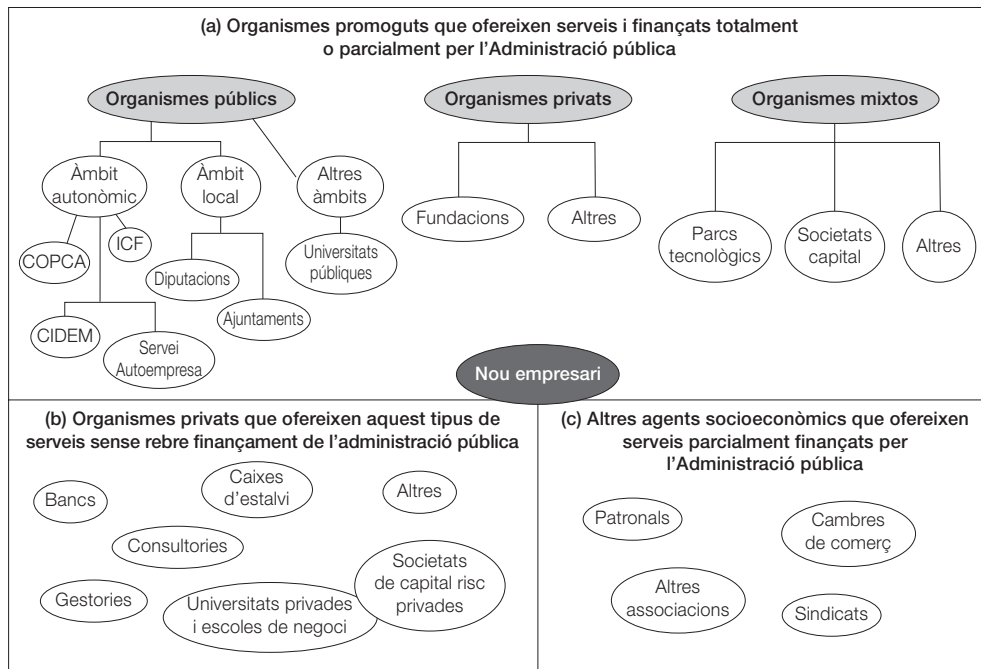 (a) Organismes promoguts que ofereixen serveis i finançats totalment
o parcialment per l’Administració pública
Organismes públics
Organismes privats
Organismes mixtos
Àmbit
autonòmic
Àmbit
local
Altres
àmbits
Fundacions
Altres
Parcs
tecnològics
Societats
capital
Altres
COPCA
ICF
Diputacions
Universitats
públiques
CIDEM
Servei
Autoempresa
Ajuntaments
Nou empresari
(b) Organismes privats que ofereixen aquest tipus de
serveis sense rebre finançament de l’administració pública
Bancs
Caixes
d’estalvi
Altres
Consultories
Gestories
Universitats privades
i escoles de negoci
Societats
de capital risc
privades
(c) Altres agents socioeconòmics que ofereixen
serveis parcialment finançats per
l’Administració pública
Patronals
Cambres
de comerç
Altres
associacions
Sindicats